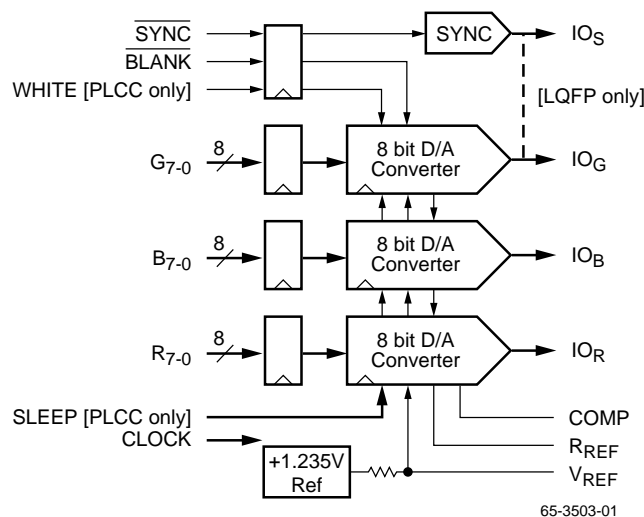 SYNC SYNC IOS
BLANK
WHITE [PLCC only] [LQFP only]
G7-0 8 8 bit D/A Converter IOG
B7-0 8 8 bit D/A Converter IOB
R7-0 8 8 bit D/A Converter IOR
SLEEP [PLCC only] COMP
CLOCK RREF
+1.235V Ref VREF
65-3503-01